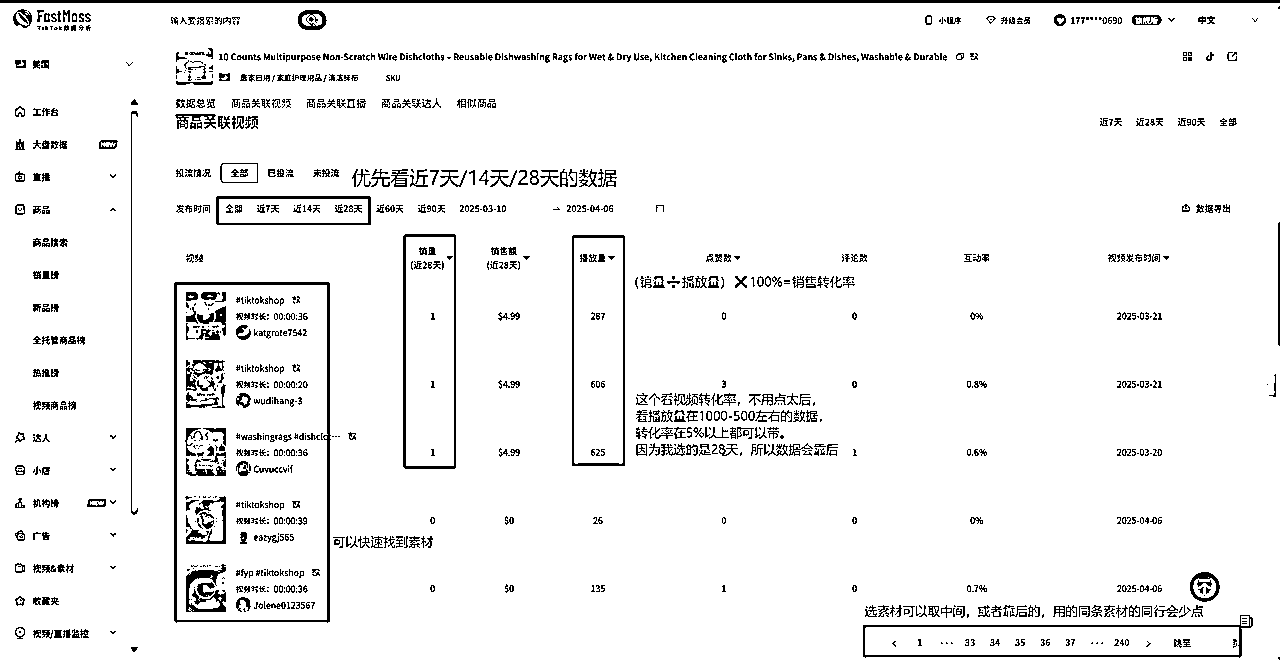 FastMoss
TikTok数据分析
输入要搜索的内容
小程序
升级会员
177****0690
旗舰版
中文
美国
工作台
大盘数据 NEW
直播
商品
商品搜索
销量榜
新品榜
全托管商品榜
热推榜
视频商品榜
达人
小店
机构榜 NEW
广告
视频&素材
收藏夹
视频/直播监控
10 Counts Multipurpose Non-Scratch Wire Dishcloths - Reusable Dishwashing Rags for Wet & Dry Use, Kitchen Cleaning Cloth for Sinks, Pans & Dishes, Washable & Durable
居家日用/家庭护理用品/清洁抹布 SKU
数据总览 商品关联视频 商品关联直播 商品关联达人 相似商品
商品关联视频
近7天 近28天 近90天 全部
投流情况 全部 已投流 未投流
优先看近7天/14天/28天的数据
发布时间 全部 近7天 近14天 近28天 近60天 近90天 2025-03-10 → 2025-04-06
数据导出
视频 销量(近28天) 销售额(近28天) 播放量 点赞数 评论数 互动率 视频发布时间
(销量÷播放量) ×100%=销售转化率
#tiktokshop
视频时长: 00:00:36
katgrote7542
1 $4.99 287 0 0 0% 2025-03-21
#tiktokshop
视频时长: 00:00:20
wudihang-3
1 $4.99 606 3 0 0.8% 2025-03-21
这个看视频转化率，不用点太后，
看播放量在1000-500左右的数据，
转化率在5%以上都可以带。
因为我选的是28天，所以数据会靠后
#washingrags #dishclo···
视频时长: 00:00:36
Cuvuccvif
1 $4.99 625 1 0 0.6% 2025-03-20
#tiktokshop
视频时长: 00:00:39
eazygj565
0 $0 26 0 0 0% 2025-04-06
可以快速找到素材
#fyp #tiktokshop
视频时长: 00:00:36
Jolene0123567
0 $0 135 1 0 0.7% 2025-04-06
选素材可以取中间，或者靠后的，用的同条素材的同行会少点
< 1 ··· 33 34 35 36 37 ··· 240 > 跳至